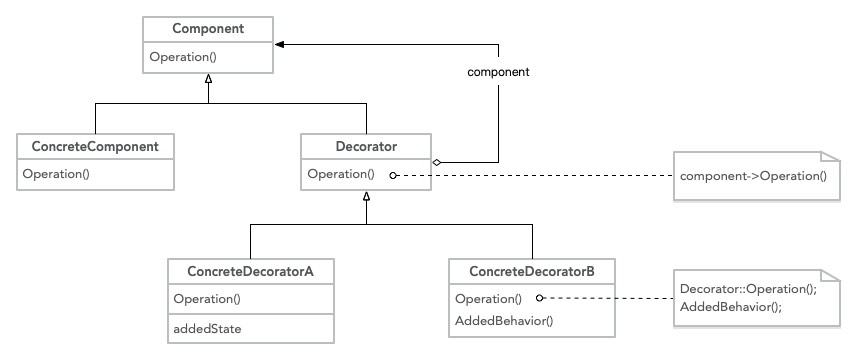 Component
Operation()
component
ConcreteComponent
Operation()
Decorator
Operation()
component->Operation()
ConcreteDecoratorA
Operation()
addedState
ConcreteDecoratorB
Operation()
AddedBehavior()
Decorator::Operation();
AddedBehavior();